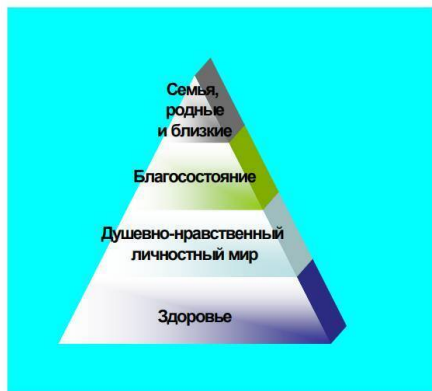 Семья,
родные
и близкие
Благосостояние
Душевно-нравственный
личностный мир
Здоровье